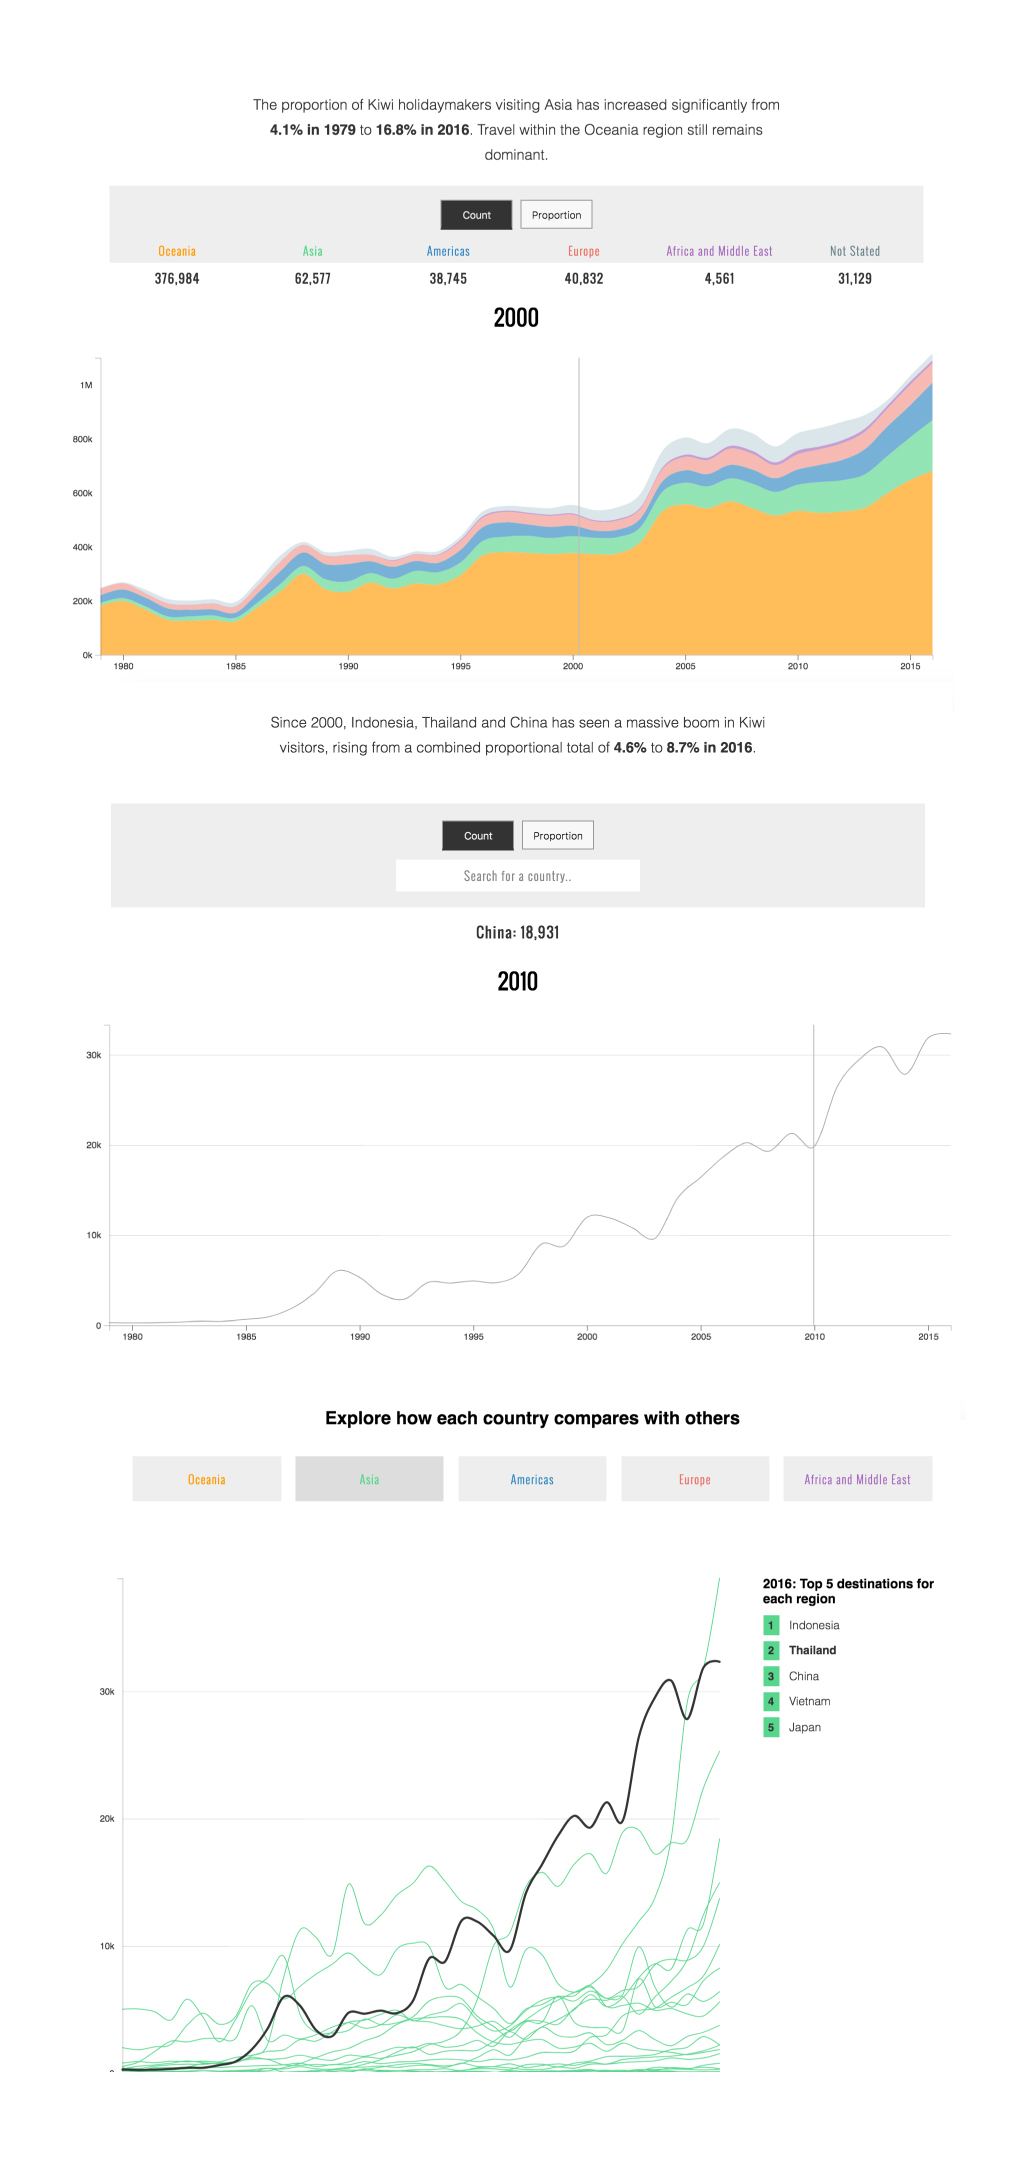 The proportion of Kiwi holidaymakers visiting Asia has increased significantly from
4.1% in 1979 to 16.8% in 2016. Travel within the Oceania region still remains
dominant.
Count Proportion
Oceania Asia Americas Europe Africa and Middle East Not Stated
376,984 62,577 38,745 40,832 4,561 31,129
2000
1M
800k
600k
400k
200k
0k
1980 1985 1990 1995 2000 2005 2010 2015
Since 2000, Indonesia, Thailand and China has seen a massive boom in Kiwi
visitors, rising from a combined proportional total of 4.6% to 8.7% in 2016.
Count Proportion
Search for a country..
China: 18,931
2010
30k
20k
10k
0
1980 1985 1990 1995 2000 2005 2010 2015
Explore how each country compares with others
Oceania Asia Americas Europe Africa and Middle East
2016: Top 5 destinations for
each region
1 Indonesia
2 Thailand
3 China
4 Vietnam
5 Japan
30k
20k
10k